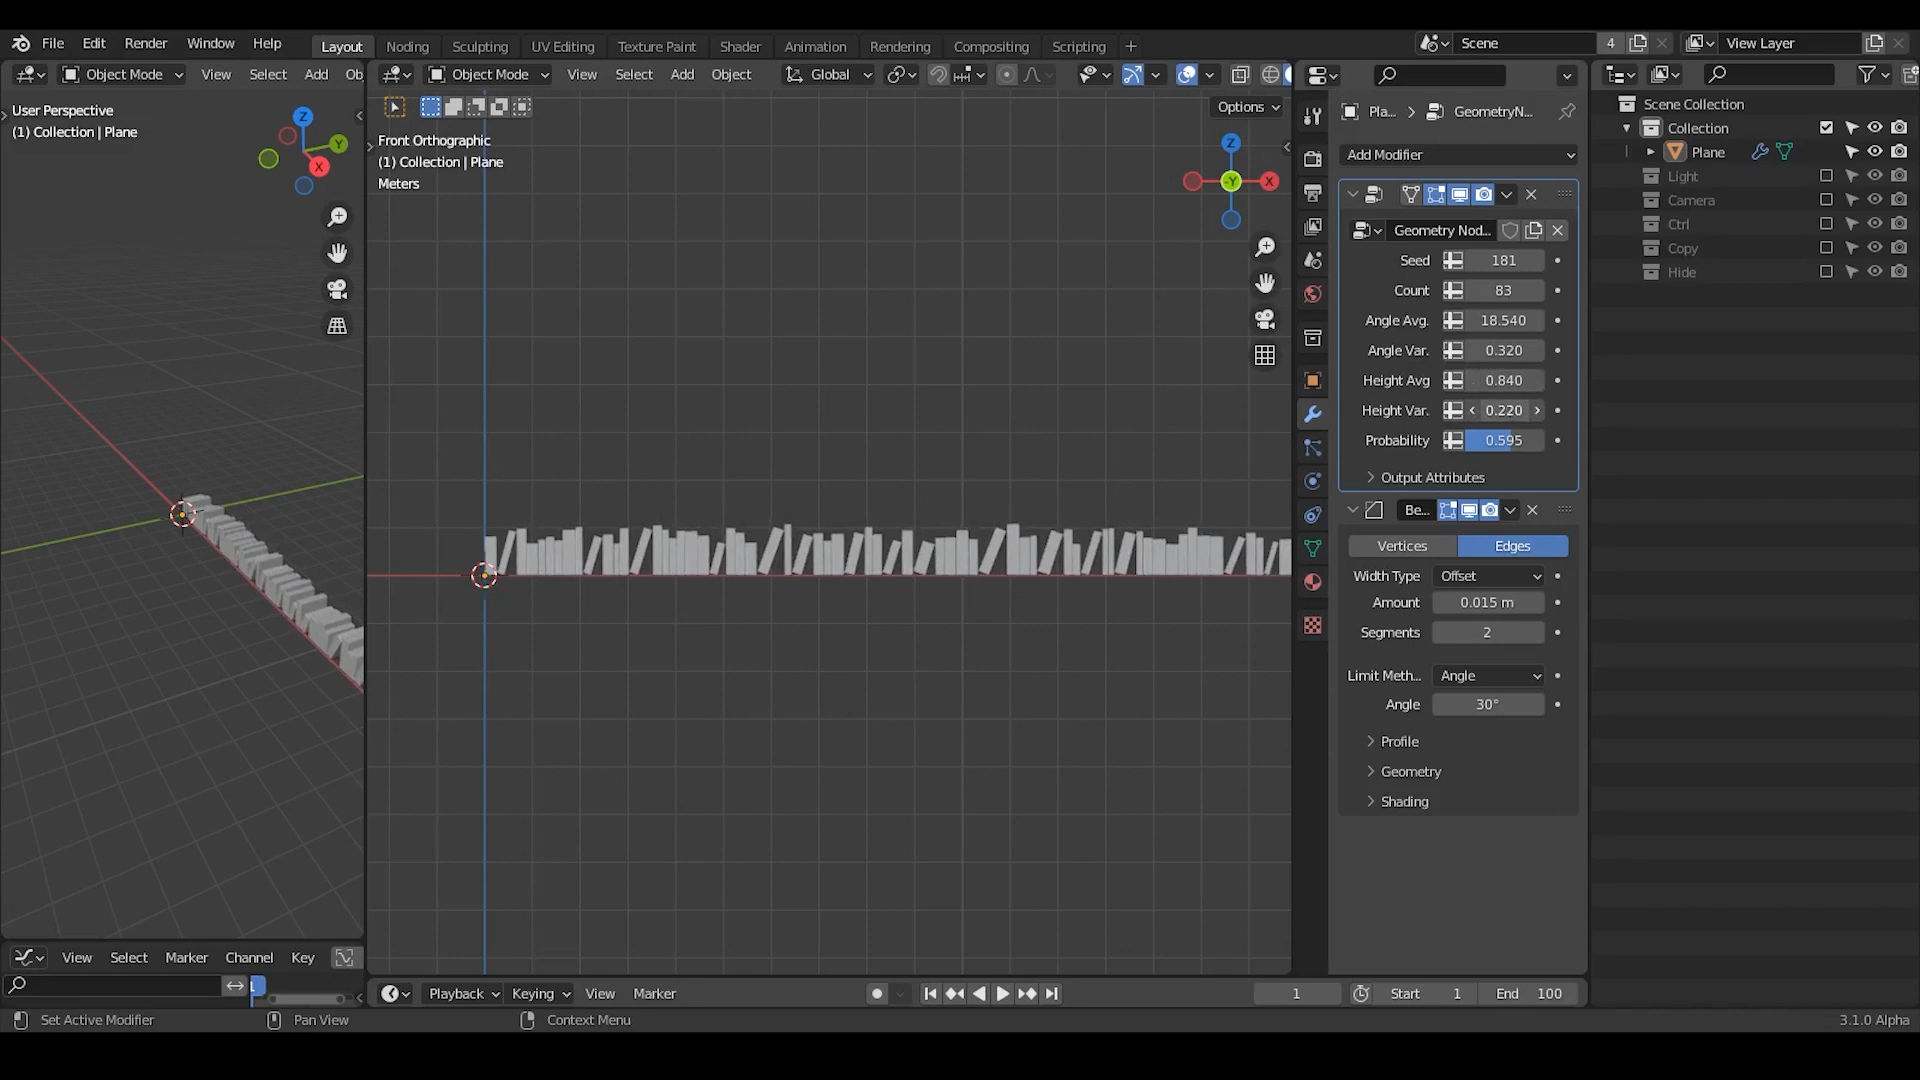 File Edit Render Window Help Layout Noding Sculpting UV Editing Texture Paint Shader Animation Rendering Compositing Scripting + Scene 4 View Layer
Object Mode View Select Add Ob Object Mode View Select Add Object Global
User Perspective
(1) Collection | Plane
Options
Front Orthographic
(1) Collection | Plane
Meters
Z
Y
X
Z
-Y
X
Pla... > GeometryN...
Add Modifier
Geometry Nod...
Seed 181
Count 83
Angle Avg. 18.540
Angle Var. 0.320
Height Avg 0.840
Height Var. 0.220
Probability 0.595
Output Attributes
Be...
Vertices Edges
Width Type Offset
Amount 0.015 m
Segments 2
Limit Meth... Angle
Angle 30°
Profile
Geometry
Shading
Scene Collection
Collection
Plane
Light
Camera
Ctrl
Copy
Hide
View Select Marker Channel Key
1
Playback Keying View Marker 1 Start 1 End 100
Set Active Modifier Pan View Context Menu 3.1.0 Alpha